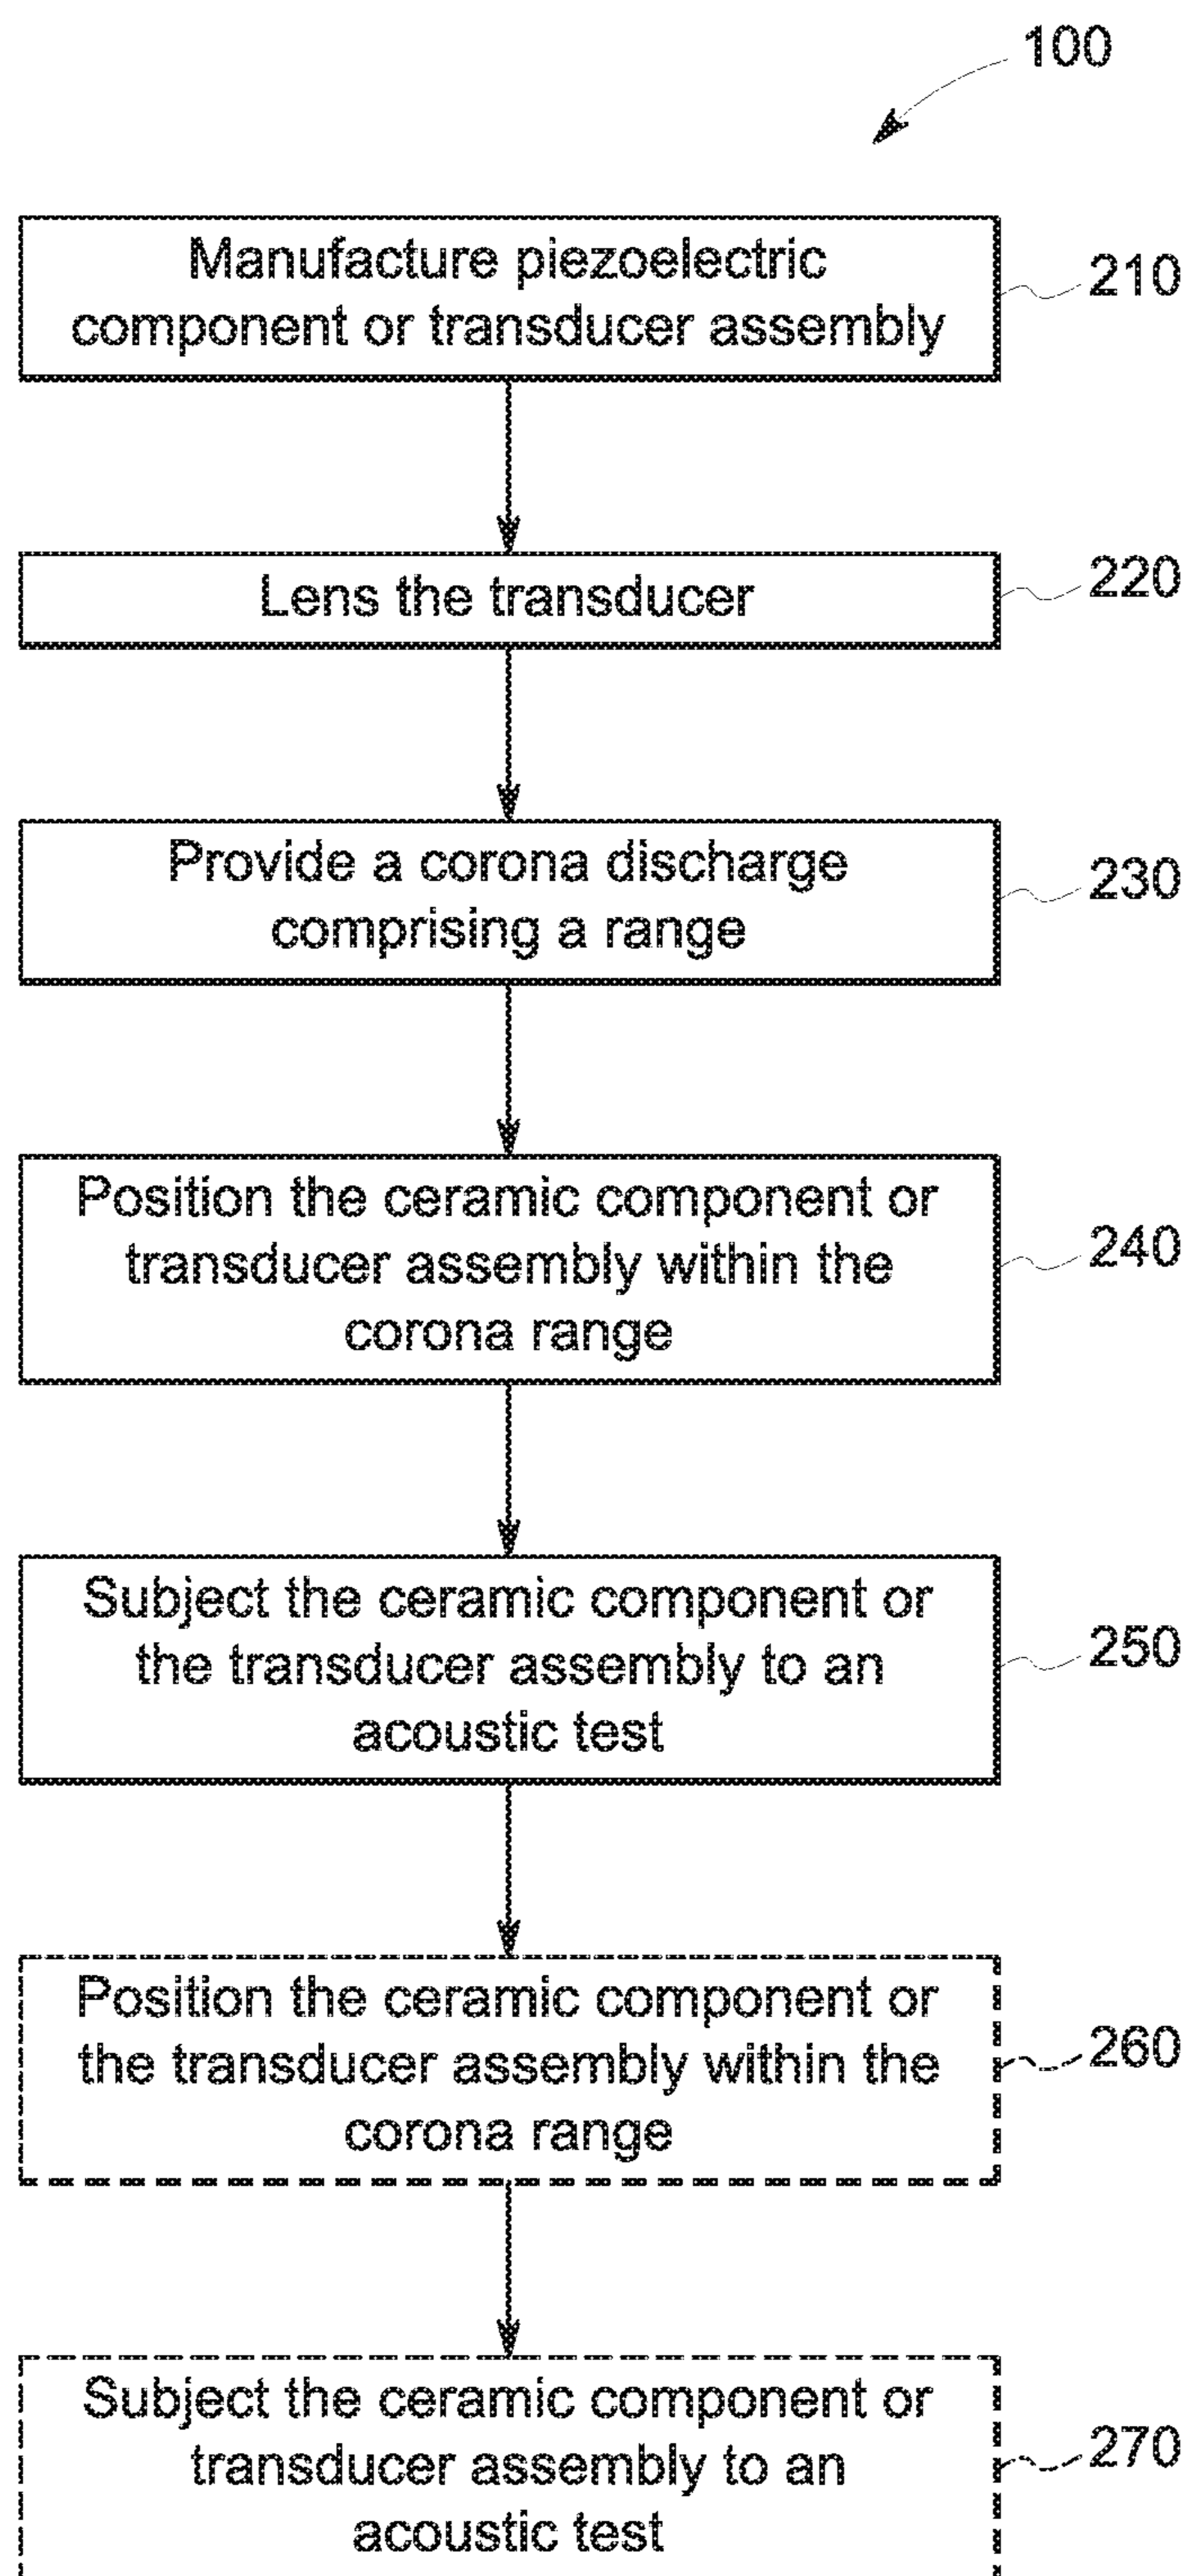 100
Manufacture piezoelectric
component or transducer assembly
210
Lens the transducer
220
Provide a corona discharge
comprising a range
230
Position the ceramic component or
transducer assembly within the
corona range
240
Subject the ceramic component or
the transducer assembly to an
acoustic test
250
Position the ceramic component or
the transducer assembly within the
corona range
260
Subject the ceramic component or
transducer assembly to an
acoustic test
270